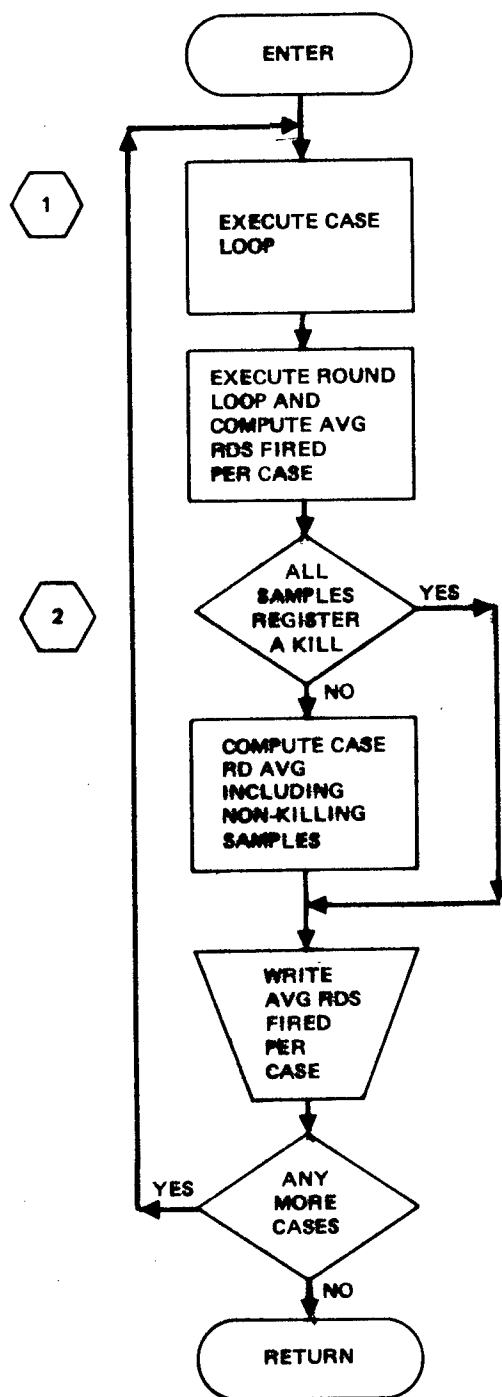 ENTER
1
EXECUTE CASE
LOOP
EXECUTE ROUND
LOOP AND
COMPUTE AVG
RDS FIRED
PER CASE
2
ALL
SAMPLES
REGISTER
A KILL
YES
NO
COMPUTE CASE
RD AVG
INCLUDING
NON-KILLING
SAMPLES
WRITE
AVG RDS
FIRED
PER
CASE
YES
ANY
MORE
CASES
NO
RETURN